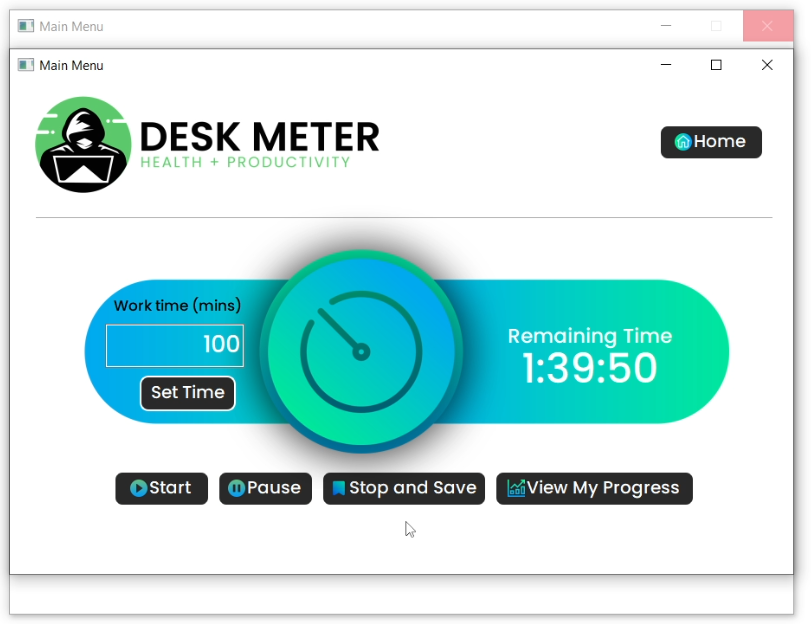 Main Menu
Main Menu
DESK METER
HEALTH + PRODUCTIVITY
Home
Work time (mins)
100
Set Time
Remaining Time
1:39:50
Start
Pause
Stop and Save
View My Progress